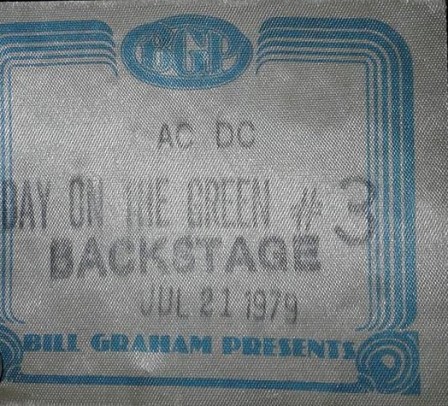 BGP
AC DC
DAY ON THE GREEN # 3
BACKSTAGE
JUL 21 1979
BILL GRAHAM PRESENTS